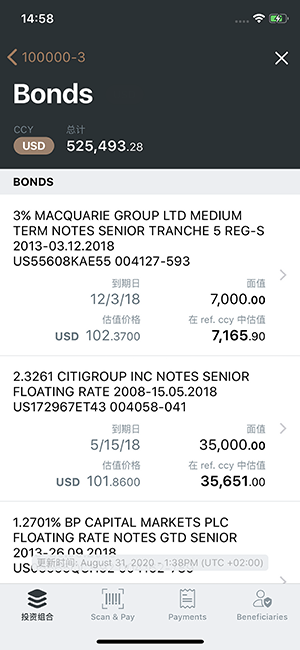 14:58
100000-3
Bonds
CCY 总计
USD 525,493.28
BONDS
3% MACQUARIE GROUP LTD MEDIUM
TERM NOTES SENIOR TRANCHE 5 REG-S
2013-03.12.2018
US55608KAE55 004127-593
到期日 面值
12/3/18 7,000.00
估值价格 在 ref. ccy 中估值
USD 102.3700 7,165.90
2.3261 CITIGROUP INC NOTES SENIOR
FLOATING RATE 2008-15.05.2018
US172967ET43 004058-041
到期日 面值
5/15/18 35,000.00
估值价格 在 ref. ccy 中估值
USD 101.8600 35,651.00
1.2701% BP CAPITAL MARKETS PLC
FLOATING RATE NOTES GTD SENIOR
2013-26.09.2018
更新时间: August 31, 2020 - 1:38PM (UTC +02:00)
投资组合 Scan & Pay Payments Beneficiaries